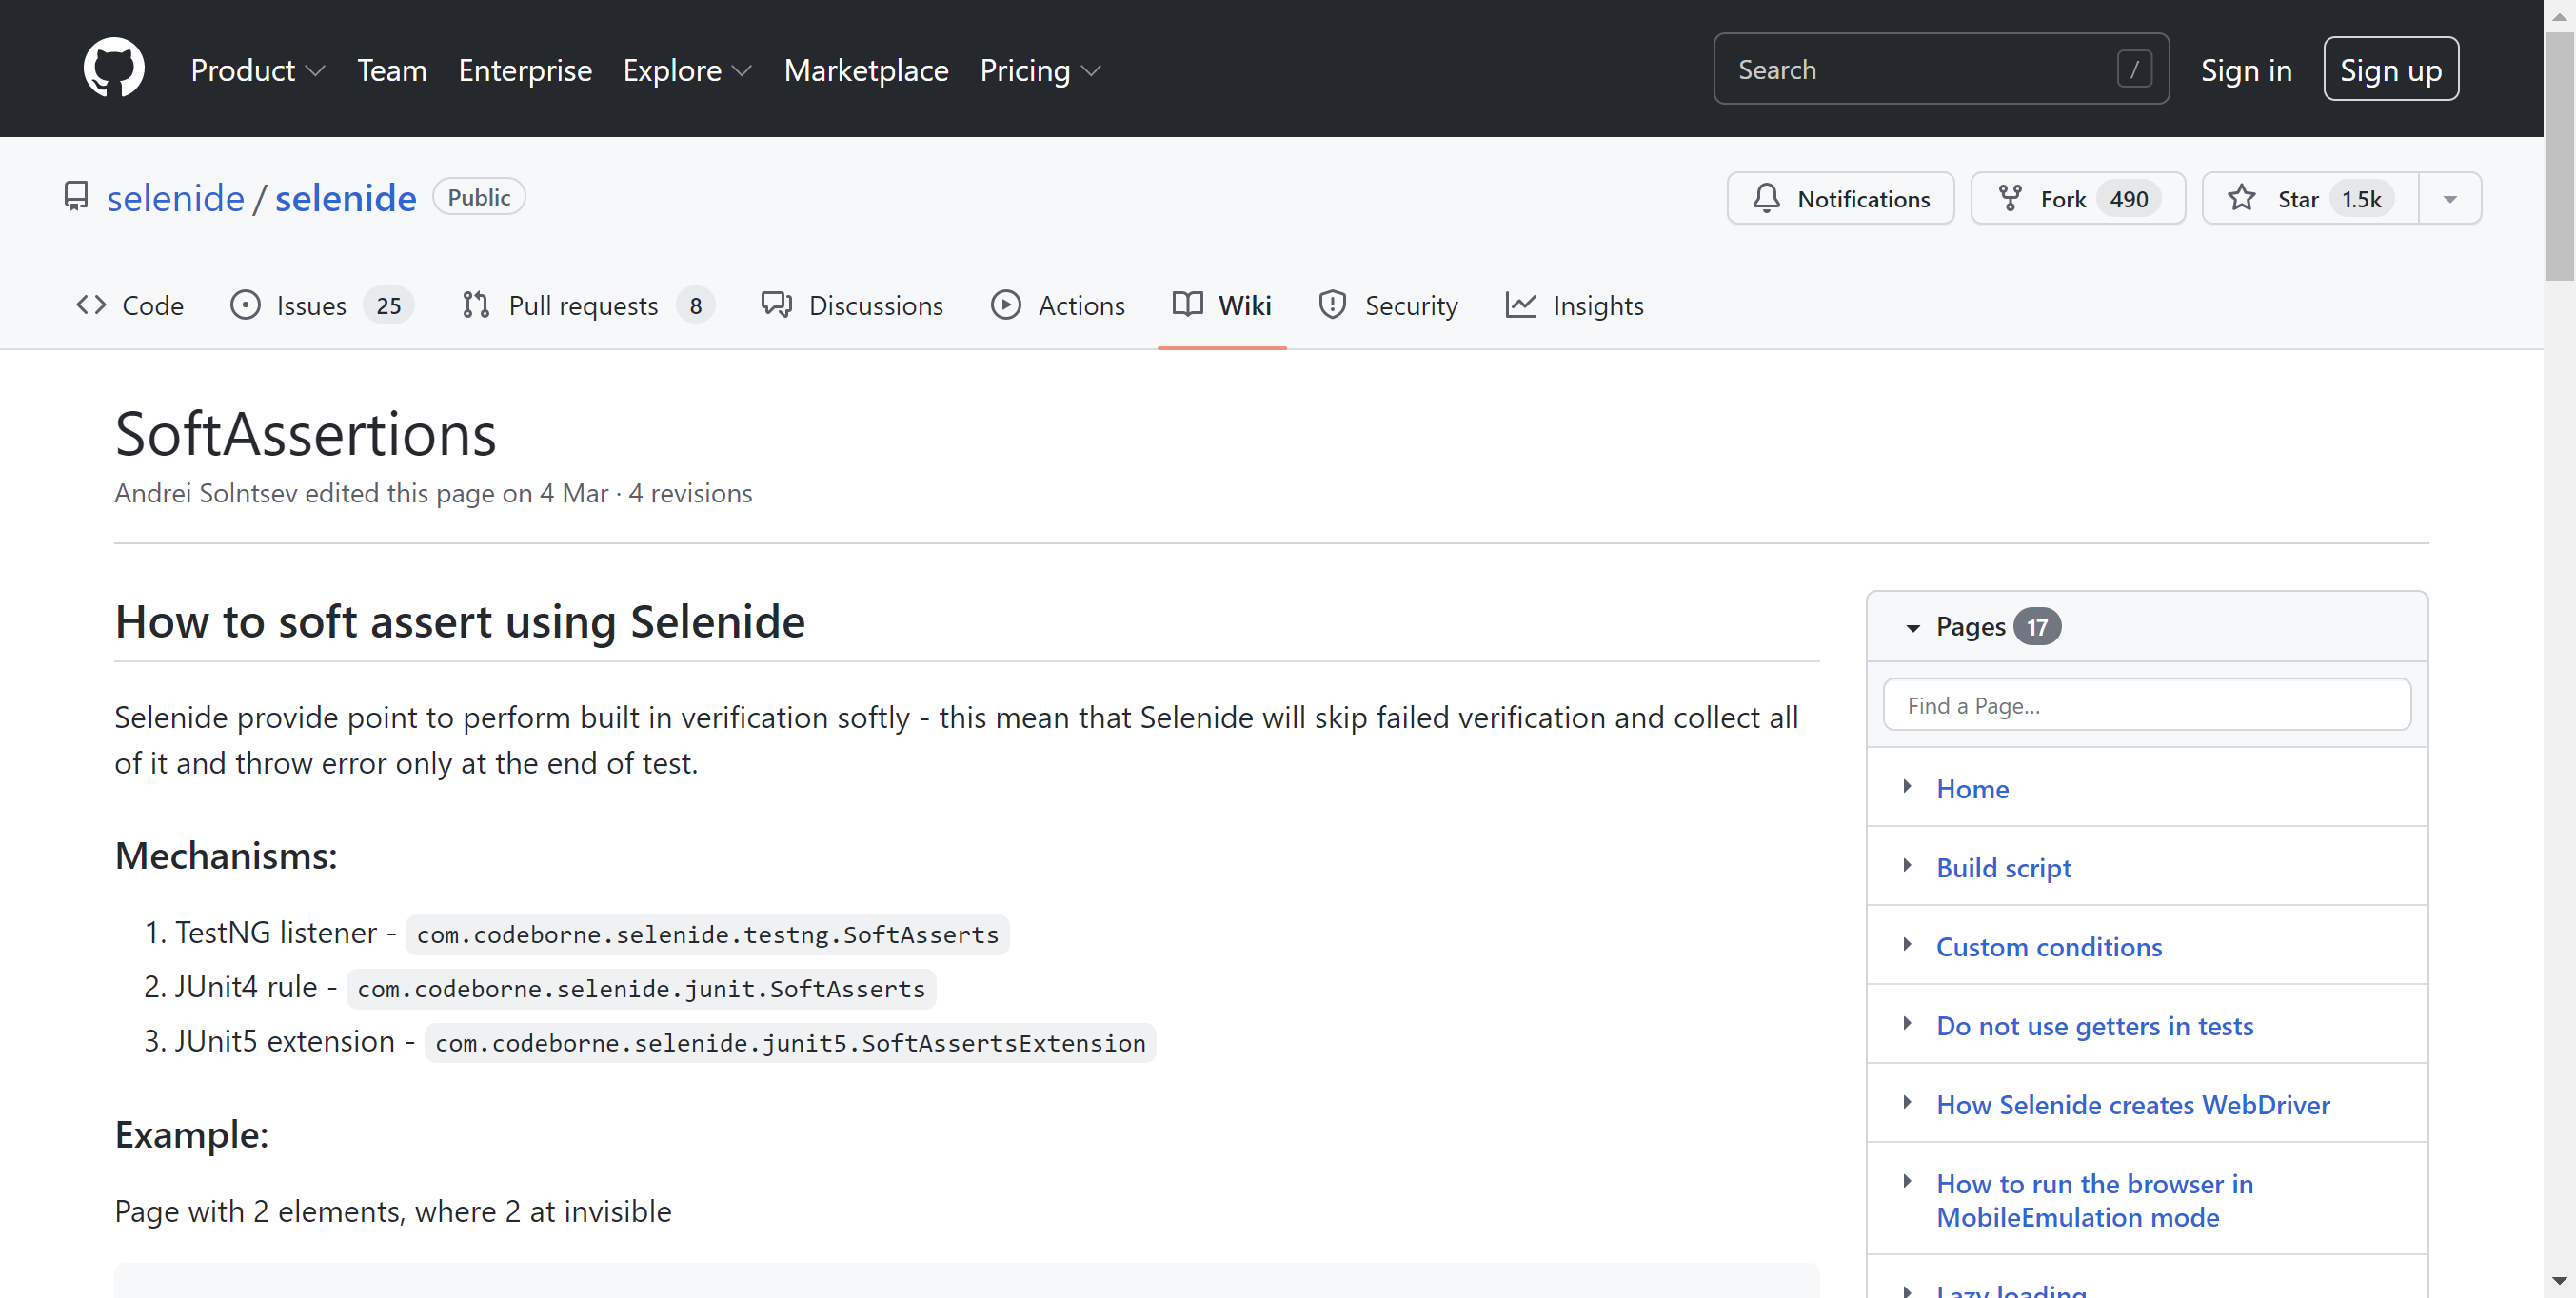 Product Team Enterprise Explore Marketplace Pricing Search / Sign in Sign up
selenide / selenide Public Notifications Fork 490 Star 1.5k
Code Issues 25 Pull requests 8 Discussions Actions Wiki Security Insights
SoftAssertions
Andrei Solntsev edited this page on 4 Mar · 4 revisions
How to soft assert using Selenide
Selenide provide point to perform built in verification softly - this mean that Selenide will skip failed verification and collect all
of it and throw error only at the end of test.
Mechanisms:
1. TestNG listener - com.codeborne.selenide.testng.SoftAsserts
2. JUnit4 rule - com.codeborne.selenide.junit.SoftAsserts
3. JUnit5 extension - com.codeborne.selenide.junit5.SoftAssertsExtension
Example:
Page with 2 elements, where 2 at invisible
Pages 17
Find a Page...
Home
Build script
Custom conditions
Do not use getters in tests
How Selenide creates WebDriver
How to run the browser in
MobileEmulation mode
Lazy loading